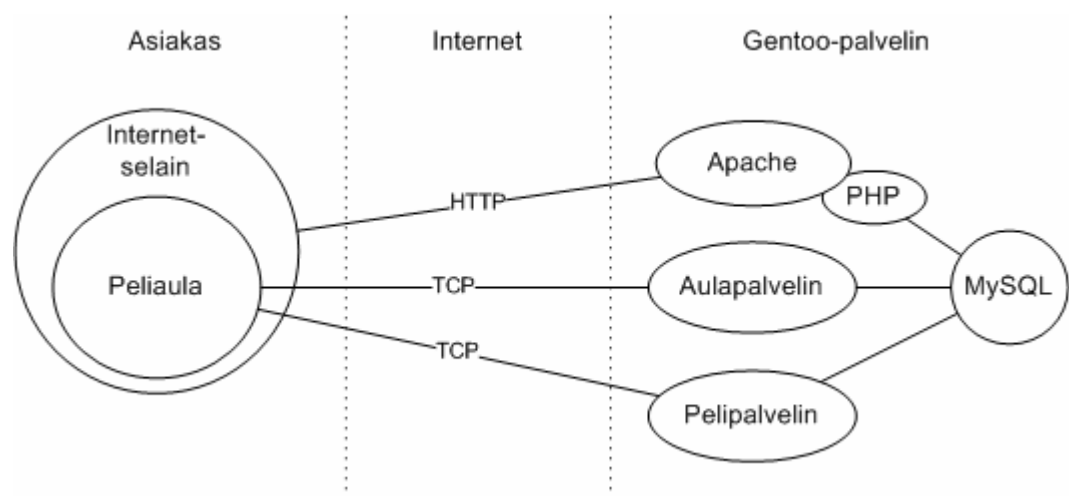 Asiakas
Internet
Gentoo-palvelin
Internet-
selain
Peliaula
HTTP
TCP
TCP
Apache
PHP
Aulapalvelin
MySQL
Pelipalvelin